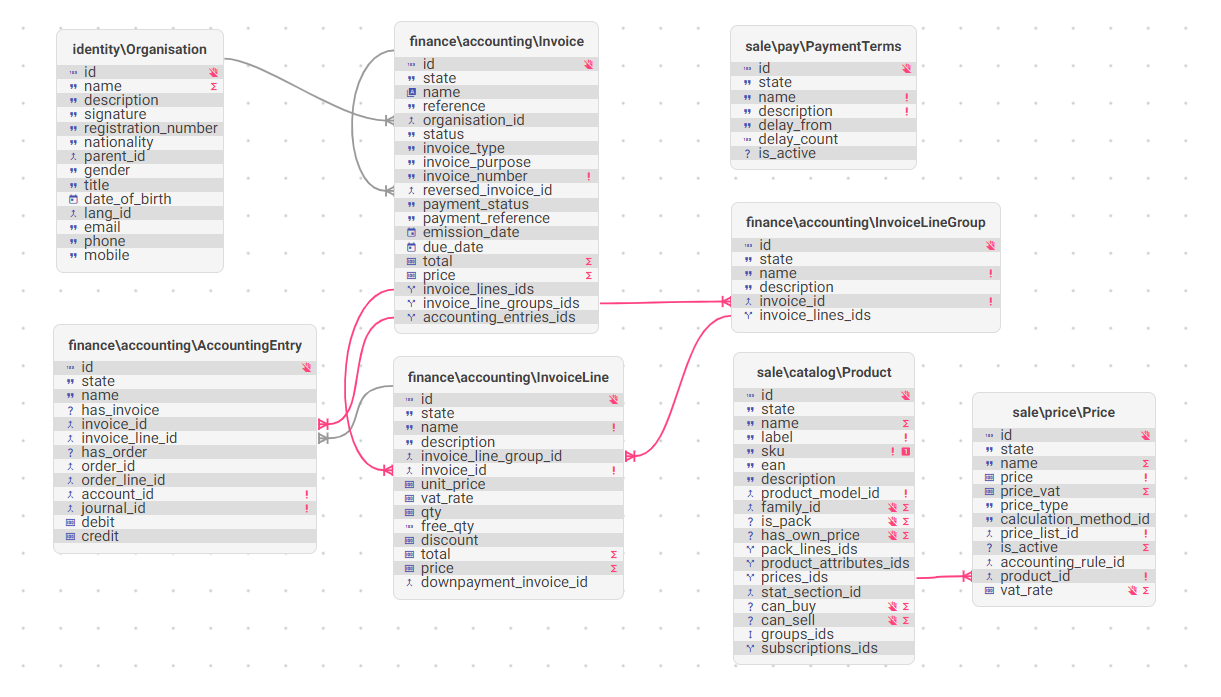 identity\Organisation
id
name
description
signature
registration_number
nationality
parent_id
gender
title
date_of_birth
lang_id
email
phone
mobile
finance\accounting\Invoice
id
state
name
reference
organisation_id
status
invoice_type
invoice_purpose
invoice_number
reversed_invoice_id
payment_status
payment_reference
emission_date
due_date
total
price
invoice_lines_ids
invoice_line_groups_ids
accounting_entries_ids
sale\pay\PaymentTerms
id
state
name
description
delay_from
delay_count
is_active
finance\accounting\InvoiceLineGroup
id
state
name
description
invoice_id
invoice_lines_ids
finance\accounting\AccountingEntry
id
state
name
has_invoice
invoice_id
invoice_line_id
has_order
order_id
order_line_id
account_id
journal_id
debit
credit
finance\accounting\InvoiceLine
id
state
name
description
invoice_line_group_id
invoice_id
unit_price
vat_rate
qty
free_qty
discount
total
price
downpayment_invoice_id
sale\catalog\Product
id
state
name
label
sku
ean
description
product_model_id
family_id
is_pack
has_own_price
pack_lines_ids
product_attributes_ids
prices_ids
stat_section_id
can_buy
can_sell
groups_ids
subscriptions_ids
sale\price\Price
id
state
name
price
price_vat
price_type
calculation_method_id
price_list_id
is_active
accounting_rule_id
product_id
vat_rate